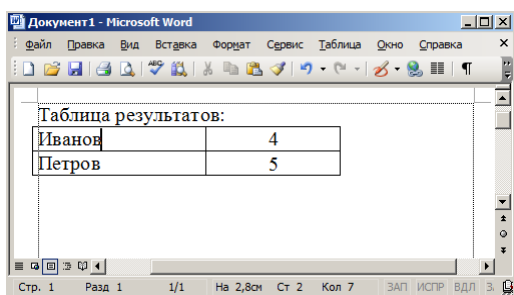 Документ1 - Microsoft Word
Файл Правка Вид Вставка Формат Сервис Таблица Окно Справка
Таблица результатов:
Иванов 4
Петров 5
Стр. 1 Разд 1 1/1 На 2,8см Ст 2 Кол 7 ЗАП ИСПР ВДЛ З.